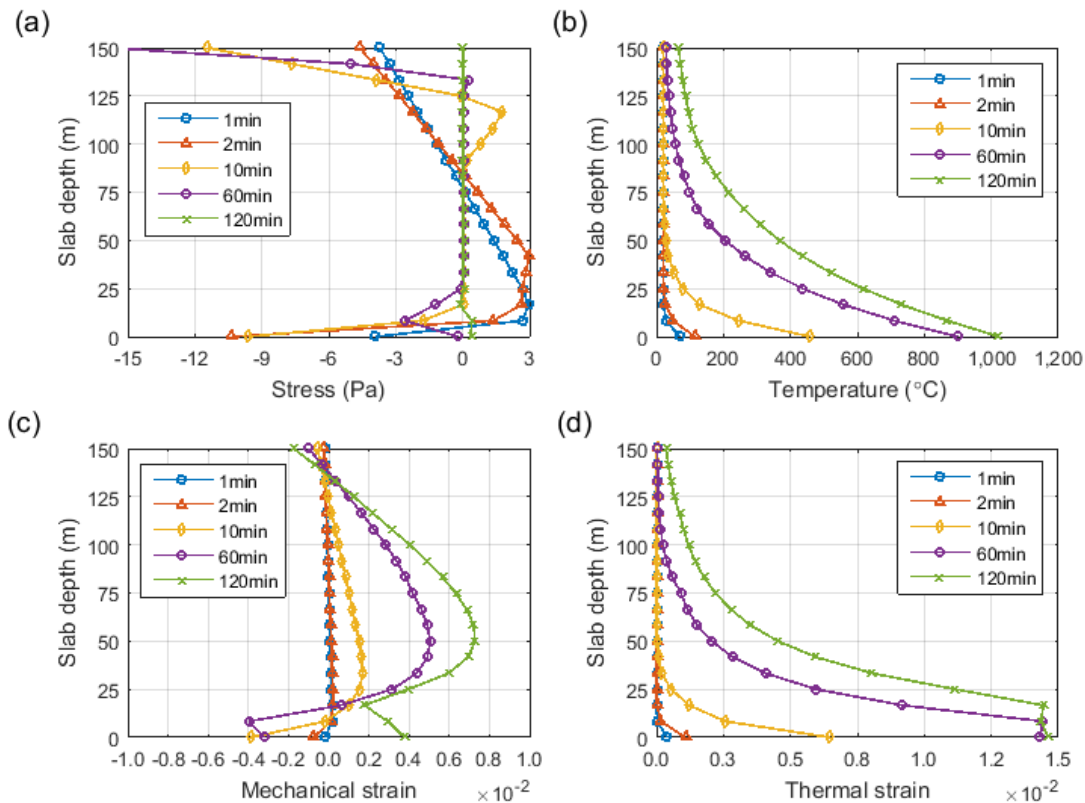 (a)
150
125
100
75
50
25
0
Slab depth (m)
1min
2min
10min
60min
120min
-15 -12 -9 -6 -3 0 3
Stress (Pa)
(b)
150
125
100
75
50
25
0
Slab depth (m)
1min
2min
10min
60min
120min
0 200 400 600 800 1,000 1,200
Temperature (°C)
(c)
150
125
100
75
50
25
0
Slab depth (m)
1min
2min
10min
60min
120min
-1.0 -0.8 -0.6 -0.4 -0.2 0 0.2 0.4 0.6 0.8 1.0
Mechanical strain ×10⁻²
(d)
150
125
100
75
50
25
0
Slab depth (m)
1min
2min
10min
60min
120min
0.0 0.3 0.6 0.9 1.2 1.5
Thermal strain ×10⁻²